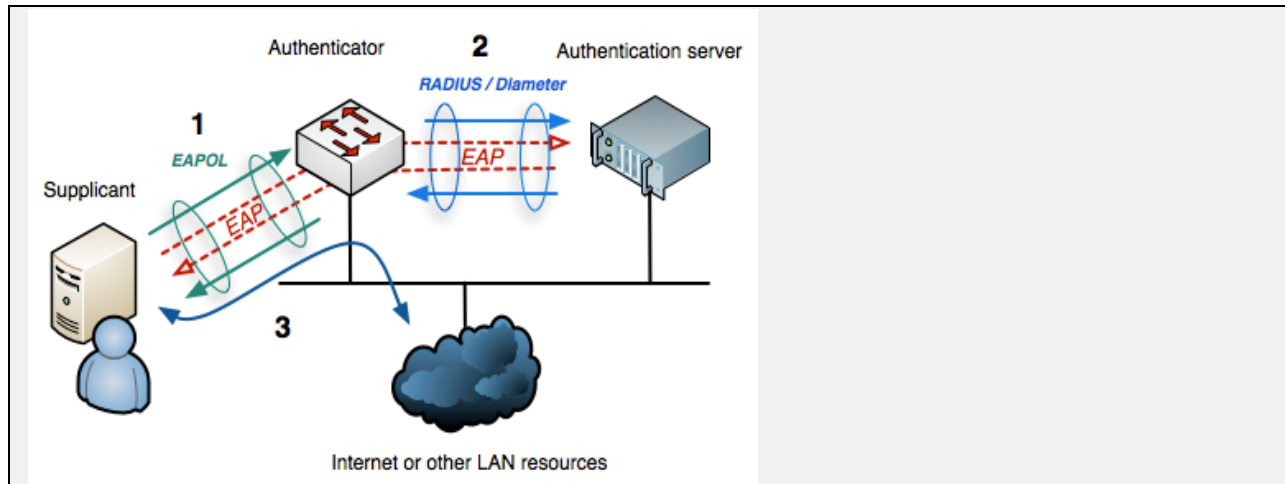 Authenticator
2
Authentication server
RADIUS / Diameter
1
EAPOL
EAP
Supplicant
EAP
3
Internet or other LAN resources